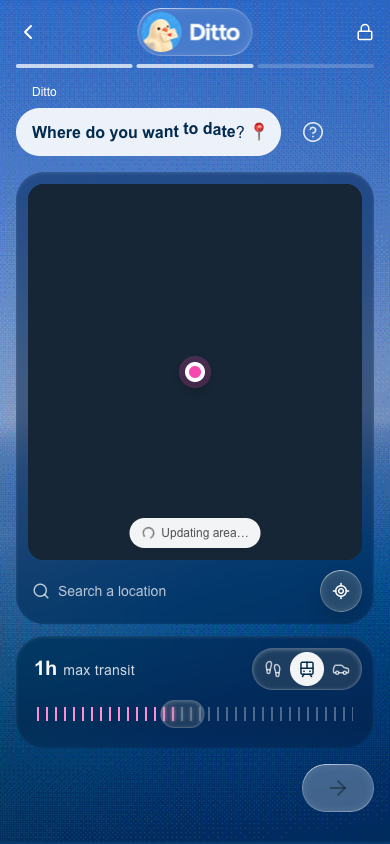 Ditto
Ditto
Where do you want to date? 📍
Updating area…
Search a location
1h max transit